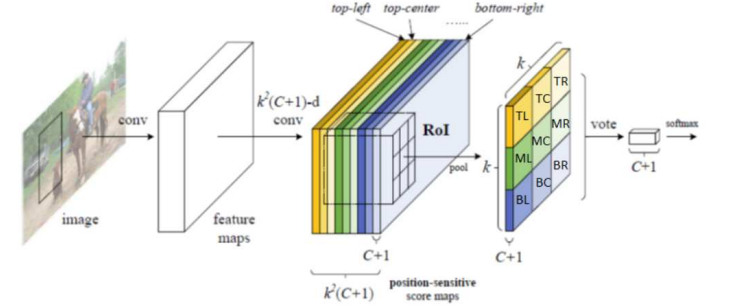 top-left top-center ...... bottom-right
conv
k²(C+1)-d
conv
RoI
pool
image
feature
maps
C+1
k²(C+1)
position-sensitive
score maps
k
k
TL TC TR
ML MC MR
BL BC BR
C+1
vote
C+1
softmax